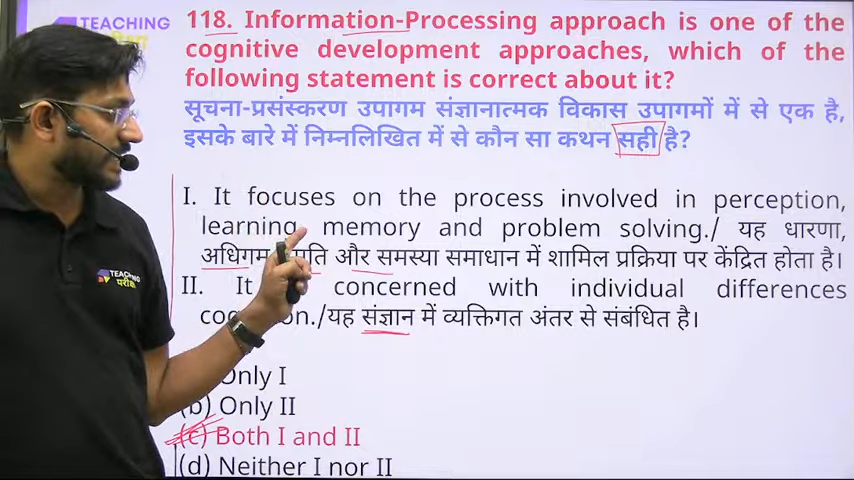 TEACHING
118. Information-Processing approach is one of the
cognitive development approaches, which of the
following statement is correct about it?
सूचना-प्रसंस्करण उपागम संज्ञानात्मक विकास उपागमों में से एक है,
इसके बारे में निम्नलिखित में से कौन सा कथन सही है?
I. It focuses on the process involved in perception,
learning, memory and problem solving./ यह धारणा,
अधिगम और समस्या समाधान में शामिल प्रक्रिया पर केंद्रित होता है।
II. It concerned with individual differences
यह संज्ञान में व्यक्तिगत अंतर से संबंधित है।
Only I
(b) Only II
(c) Both I and II
(d) Neither I nor II
TEACHING
परीक्षा